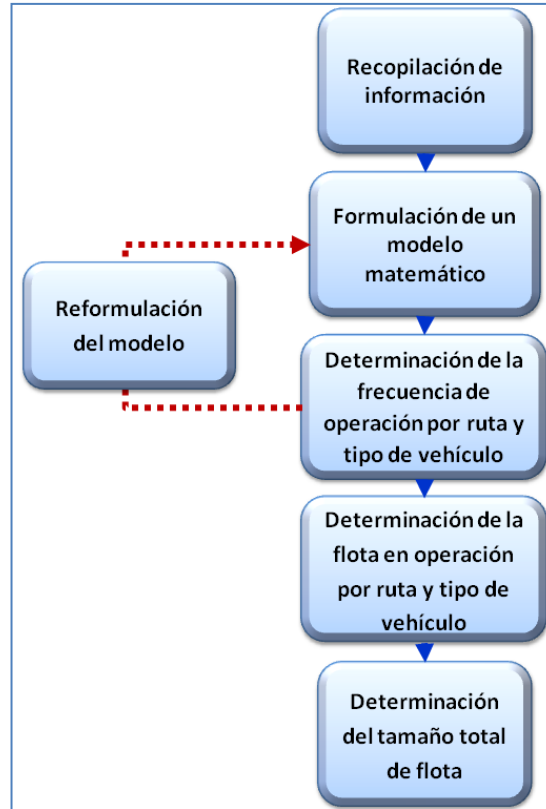 Recopilación de
información
Formulación de un
modelo
matemático
Reformulación
del modelo
Determinación de la
frecuencia de
operación por ruta y
tipo de vehículo
Determinación de la
flota en operación
por ruta y tipo de
vehículo
Determinación
del tamaño total
de flota